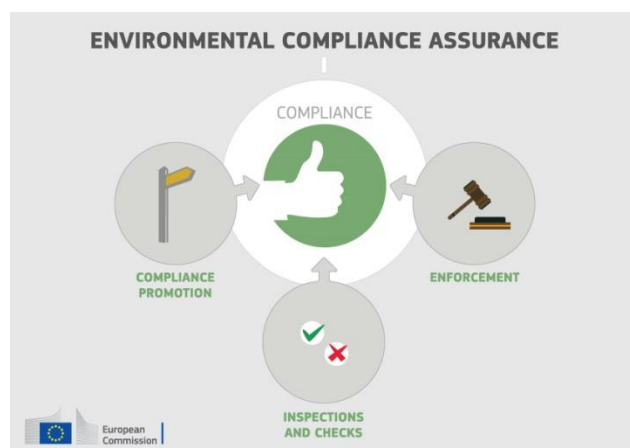 ENVIRONMENTAL COMPLIANCE ASSURANCE
COMPLIANCE
COMPLIANCE
PROMOTION
ENFORCEMENT
INSPECTIONS
AND CHECKS
European
Commission